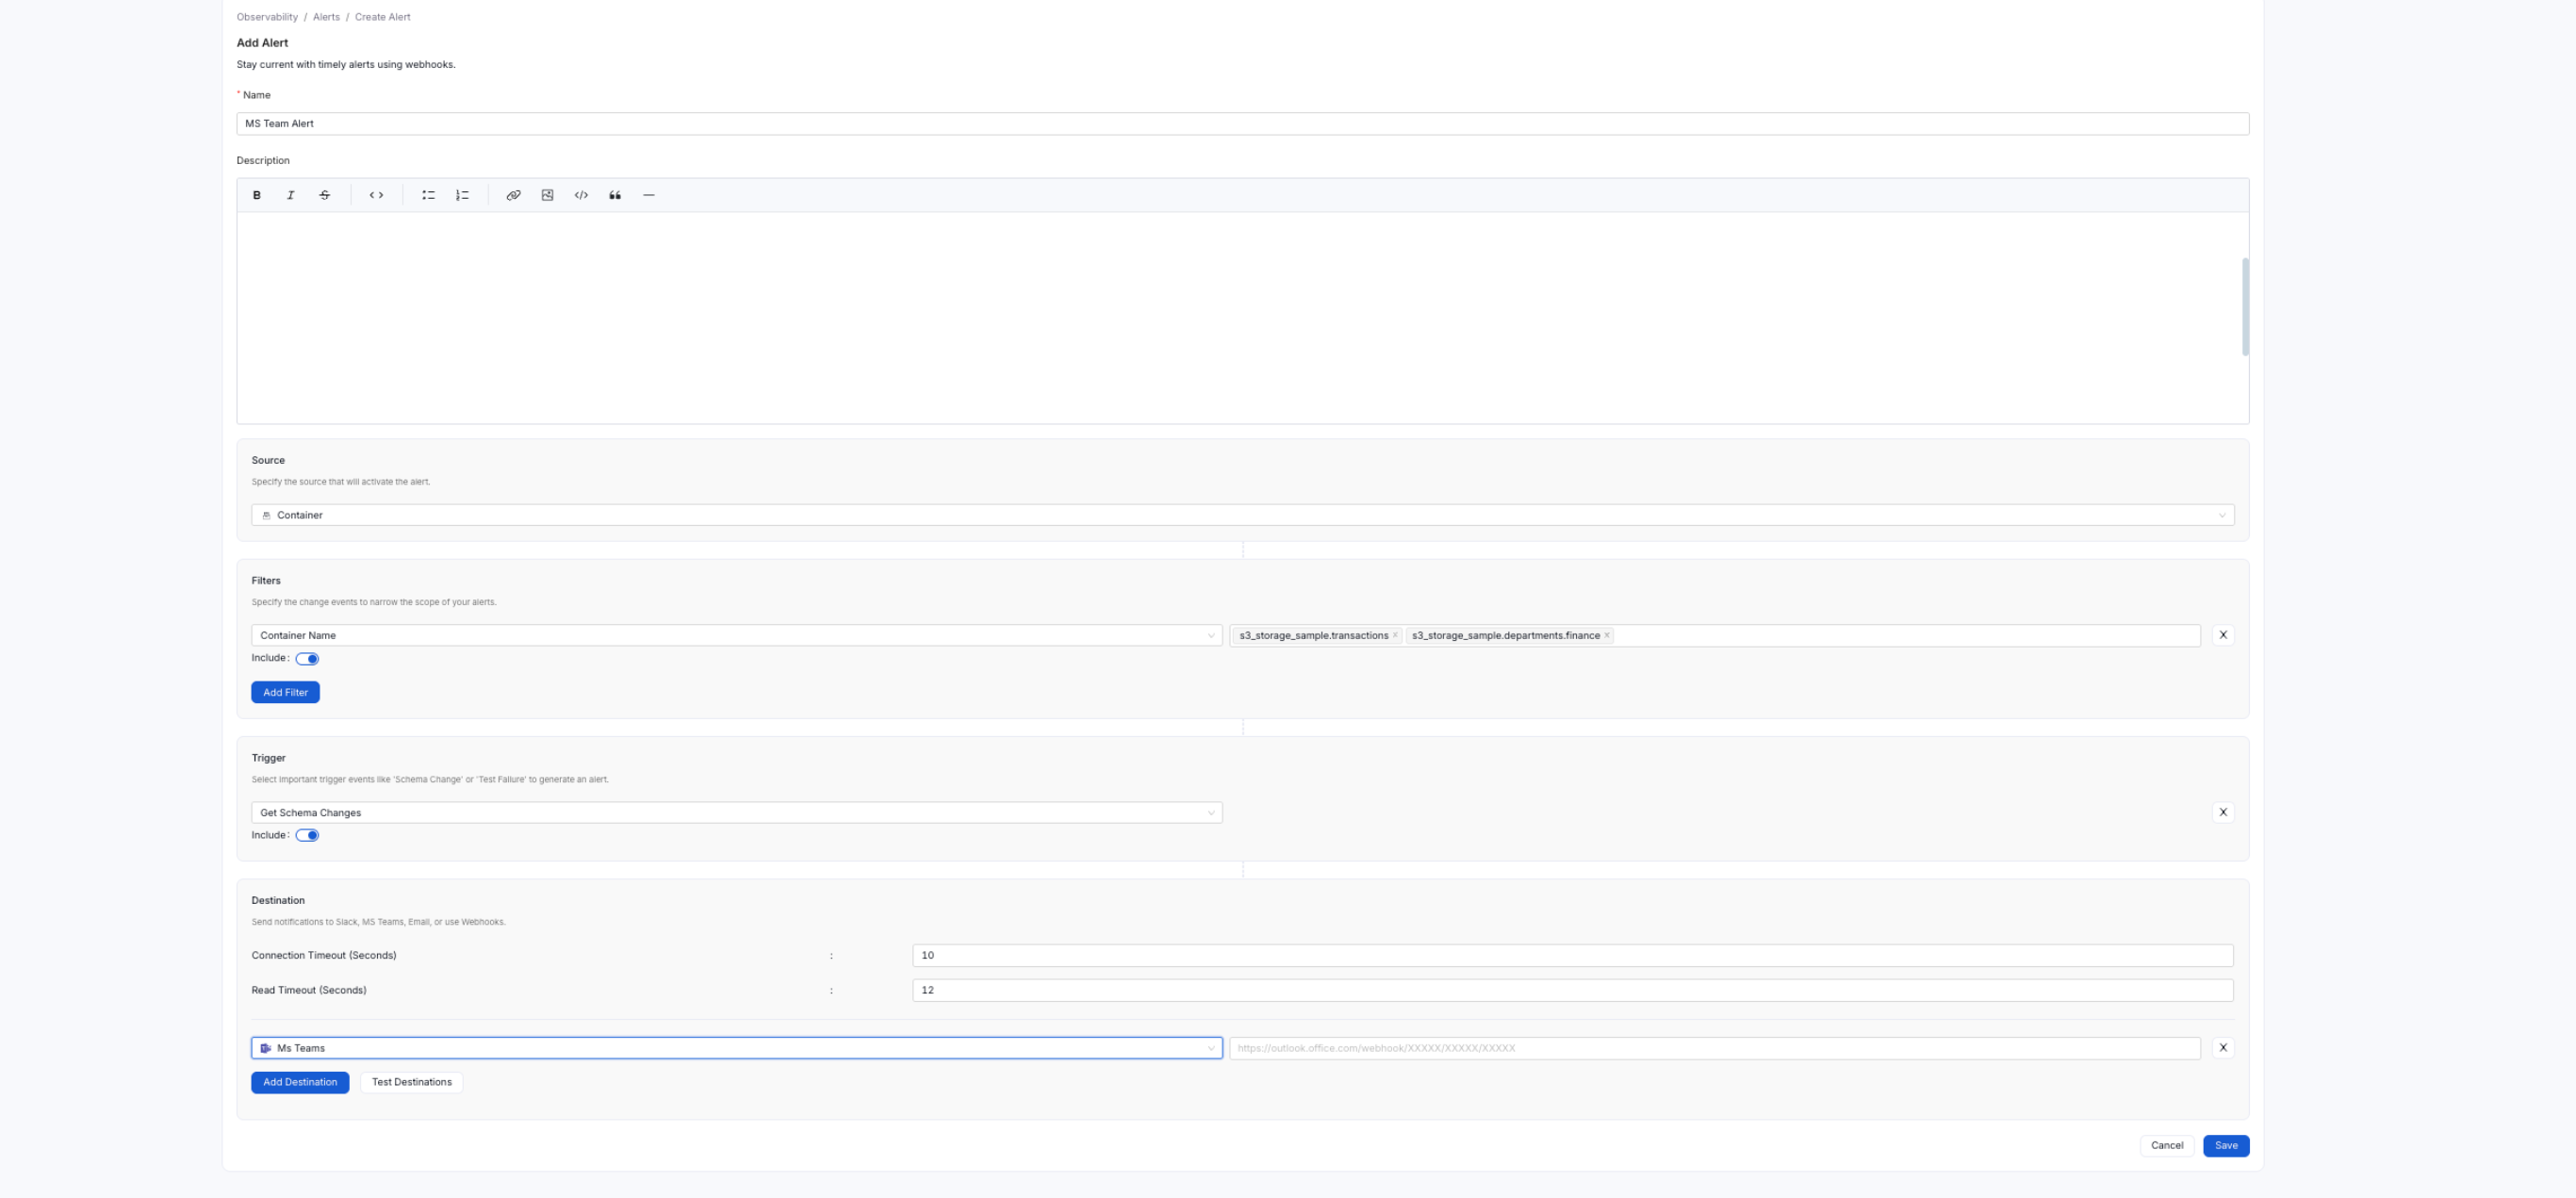 Observability / Alerts / Create Alert
Add Alert
Stay current with timely alerts using webhooks.
* Name
MS Team Alert
Description
Source
Specify the source that will activate the alert.
Container
Filters
Specify the change events to narrow the scope of your alerts.
Container Name s3_storage_sample.transactions × s3_storage_sample.departments.finance × X
Include :
Add Filter
Trigger
Select important trigger events like 'Schema Change' or 'Test Failure' to generate an alert.
Get Schema Changes X
Include :
Destination
Send notifications to Slack, MS Teams, Email, or use Webhooks.
Connection Timeout (Seconds) : 10
Read Timeout (Seconds) : 12
Ms Teams https://outlook.office.com/webhook/XXXXX/XXXXX/XXXXX X
Add Destination Test Destinations
Cancel Save